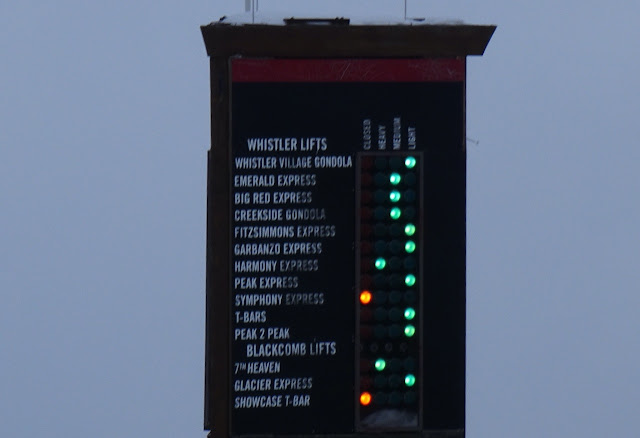 CLOSED HEAVY MEDIUM LIGHT
WHISTLER LIFTS
WHISTLER VILLAGE GONDOLA
EMERALD EXPRESS
BIG RED EXPRESS
CREEKSIDE GONDOLA
FITZSIMMONS EXPRESS
GARBANZO EXPRESS
HARMONY EXPRESS
PEAK EXPRESS
SYMPHONY EXPRESS
T-BARS
PEAK 2 PEAK
BLACKCOMB LIFTS
7TH HEAVEN
GLACIER EXPRESS
SHOWCASE T-BAR